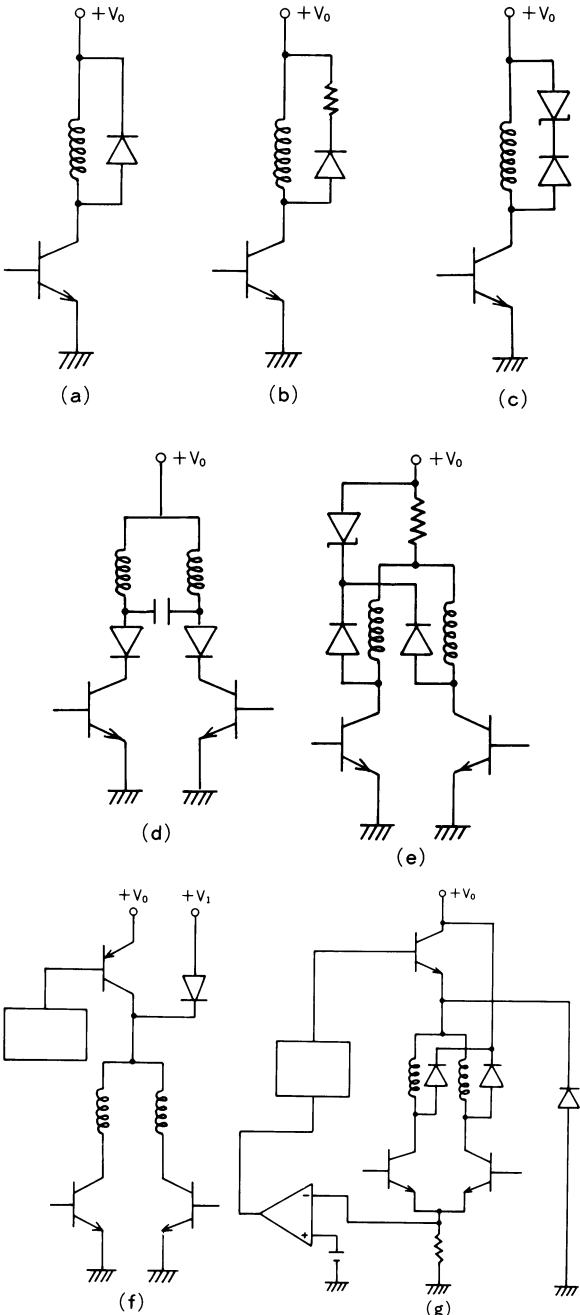 +V₀
+V₀
+V₀
(a)
(b)
(c)
+V₀
+V₀
(d)
(e)
+V₀
+V₁
+V₀
−
+
(f)
(g)